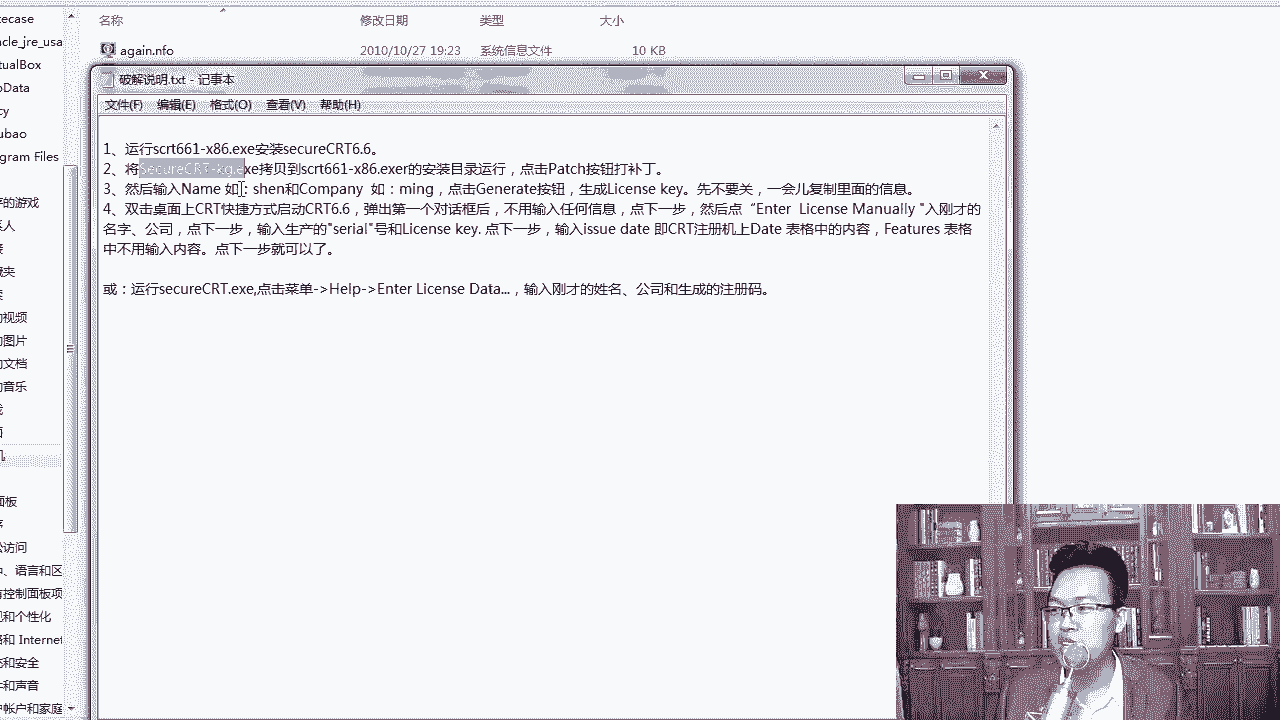 ecase
名称
修改日期
类型
大小
acle_jre_usa
again.nfo
2010/10/27 19:23
系统信息文件
10 KB
tualBox
破解说明.txt - 记事本
oData
文件(F) 编辑(E) 格式(O) 查看(V) 帮助(H)
cy
ubao
1、运行scrt661-x86.exe安装secureCRT6.6。
gram Files
2、将SecureCRT-kg.exe拷贝到scrt661-x86.exer的安装目录运行，点击Patch按钮打补丁。
3、然后输入Name 如：shen和Company 如：ming，点击Generate按钮，生成License key。先不要关，一会儿复制里面的信息。
的游戏
4、双击桌面上CRT快捷方式启动CRT6.6，弹出第一个对话框后，不用输入任何信息，点下一步，然后点“Enter License Manually "入刚才的
名字、公司，点下一步，输入生产的"serial"号和License key. 点下一步，输入issue date 即CRT注册机上Date 表格中的内容，Features 表格
中不用输入内容。点下一步就可以了。
或：运行secureCRT.exe,点击菜单->Help->Enter License Data...，输入刚才的姓名、公司和生成的注册码。
视频
图片
文档
音乐
面板
访问
、语言和区
控制面板项
和个性化
和 Internet
和安全
和声音
帐户和家庭